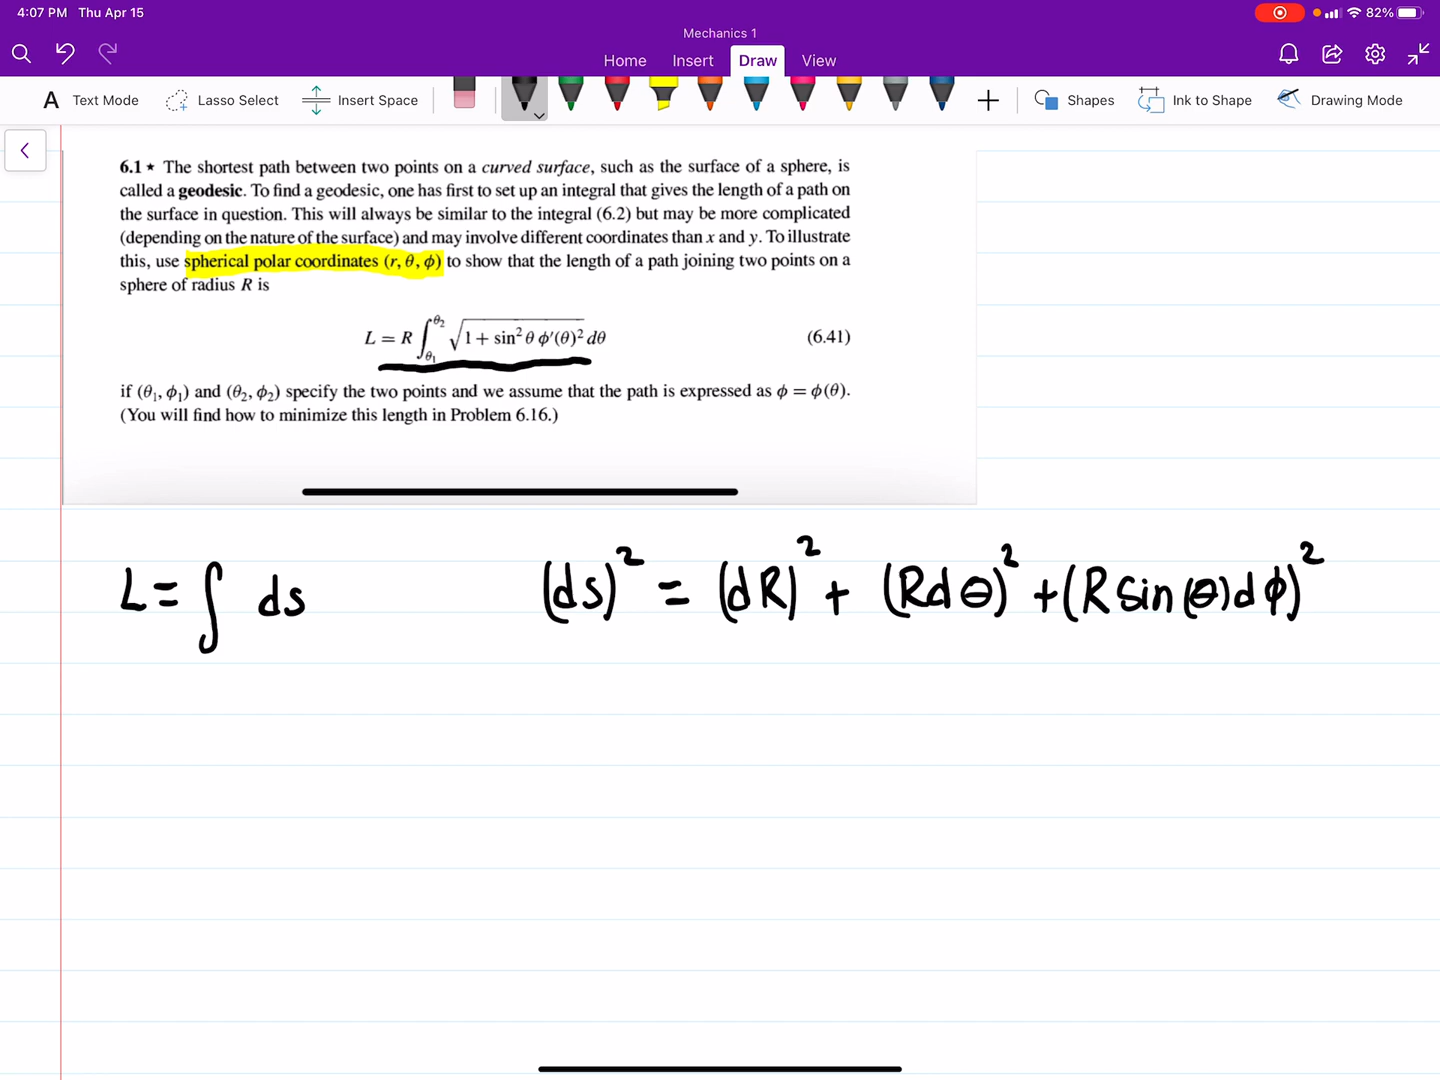 4:07 PM Thu Apr 15
82%
Mechanics 1
Home Insert Draw View
A Text Mode Lasso Select Insert Space Shapes Ink to Shape Drawing Mode
6.1 ⋆ The shortest path between two points on a curved surface, such as the surface of a sphere, is
called a geodesic. To find a geodesic, one has first to set up an integral that gives the length of a path on
the surface in question. This will always be similar to the integral (6.2) but may be more complicated
(depending on the nature of the surface) and may involve different coordinates than x and y. To illustrate
this, use spherical polar coordinates (r, θ, ϕ) to show that the length of a path joining two points on a
sphere of radius R is
L = R ∫_{θ₁}^{θ₂} √(1 + sin² θ ϕ′(θ)²) dθ (6.41)
if (θ₁, ϕ₁) and (θ₂, ϕ₂) specify the two points and we assume that the path is expressed as ϕ = ϕ(θ).
(You will find how to minimize this length in Problem 6.16.)
L = ∫ ds (ds)² = (dR)² + (Rdθ)² + (R sin(θ)dϕ)²